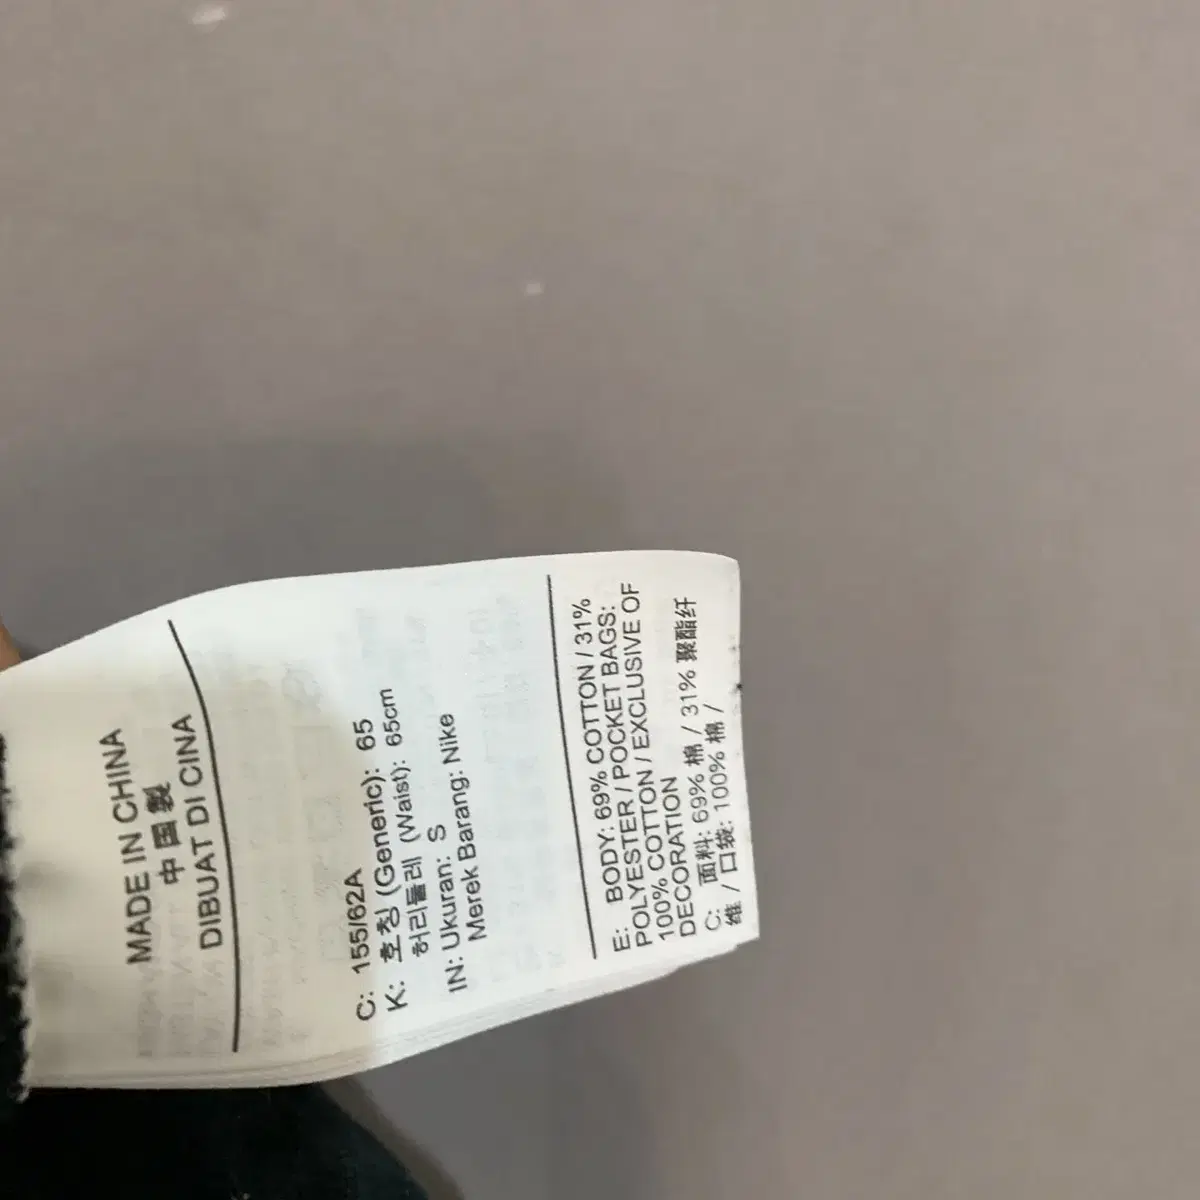 MADE IN CHINA
中国製
DIBUAT DI CINA
C: 155/62A
K: 호칭 (Generic): 65
허리둘레 (Waist): 65cm
IN: Ukuran: S
Merek Barang: Nike
E: BODY: 69% COTTON / 31%
POLYESTER / POCKET BAGS:
100% COTTON / EXCLUSIVE OF
DECORATION
C: 面料: 69% 棉 / 31% 聚酯纤
维 / 口袋: 100% 棉 /